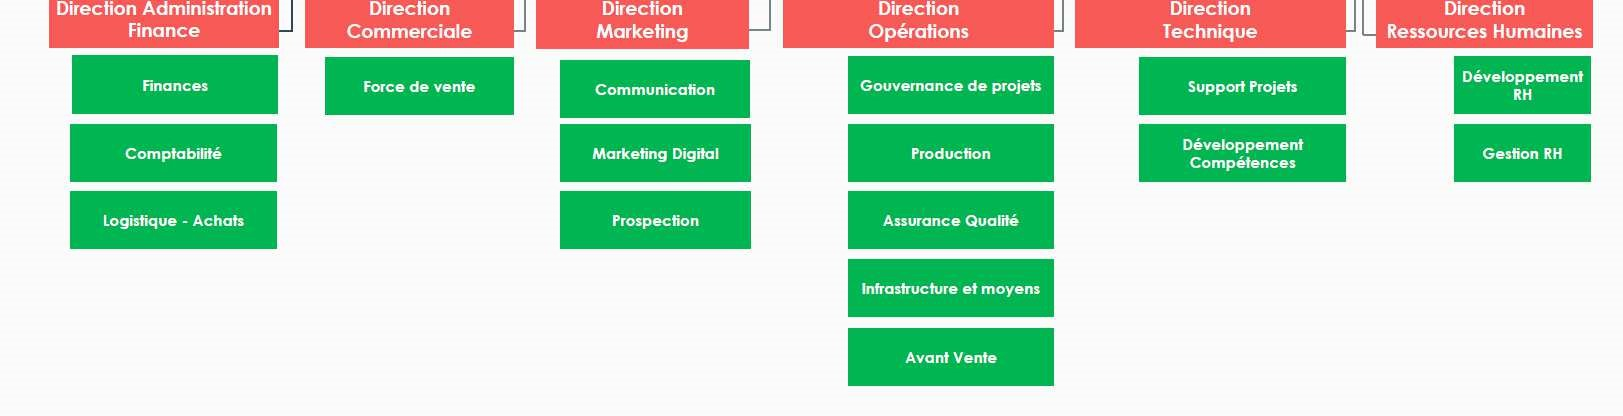 Direction Administration
Finance
Direction
Commerciale
Direction
Marketing
Direction
Opérations
Direction
Technique
Direction
Ressources Humaines
Finances
Comptabilité
Logistique - Achats
Force de vente
Communication
Marketing Digital
Prospection
Gouvernance de projets
Production
Assurance Qualité
Infrastructure et moyens
Avant Vente
Support Projets
Développement
Compétences
Développement
RH
Gestion RH